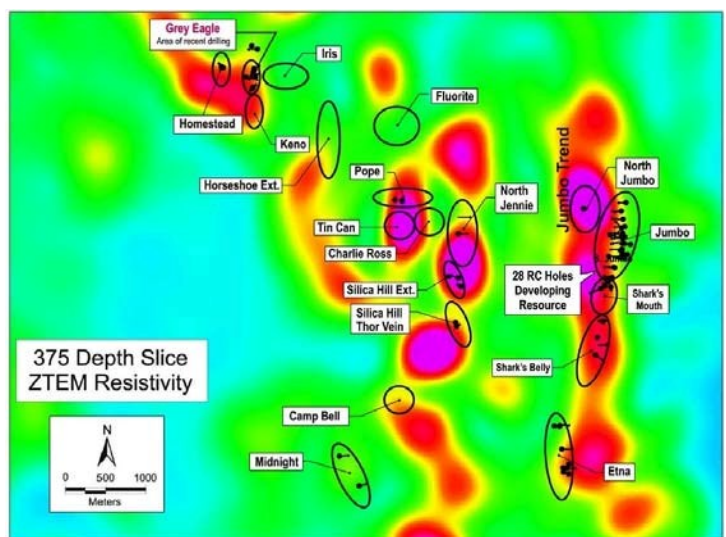 Grey Eagle
Area of recent drilling
Iris
Homestead
Keno
Fluorite
Horseshoe Ext.
Pope
North
Jennie
Tin Can
Charlie Ross
Silica Hill Ext.
Silica Hill
Thor Vein
Camp Bell
Midnight
Jumbo Trend
North
Jumbo
Jumbo
28 RC Holes
Developing
Resource
Shark's
Mouth
Shark's Belly
Etna
375 Depth Slice
ZTEM Resistivity
N
0 500 1000
Meters